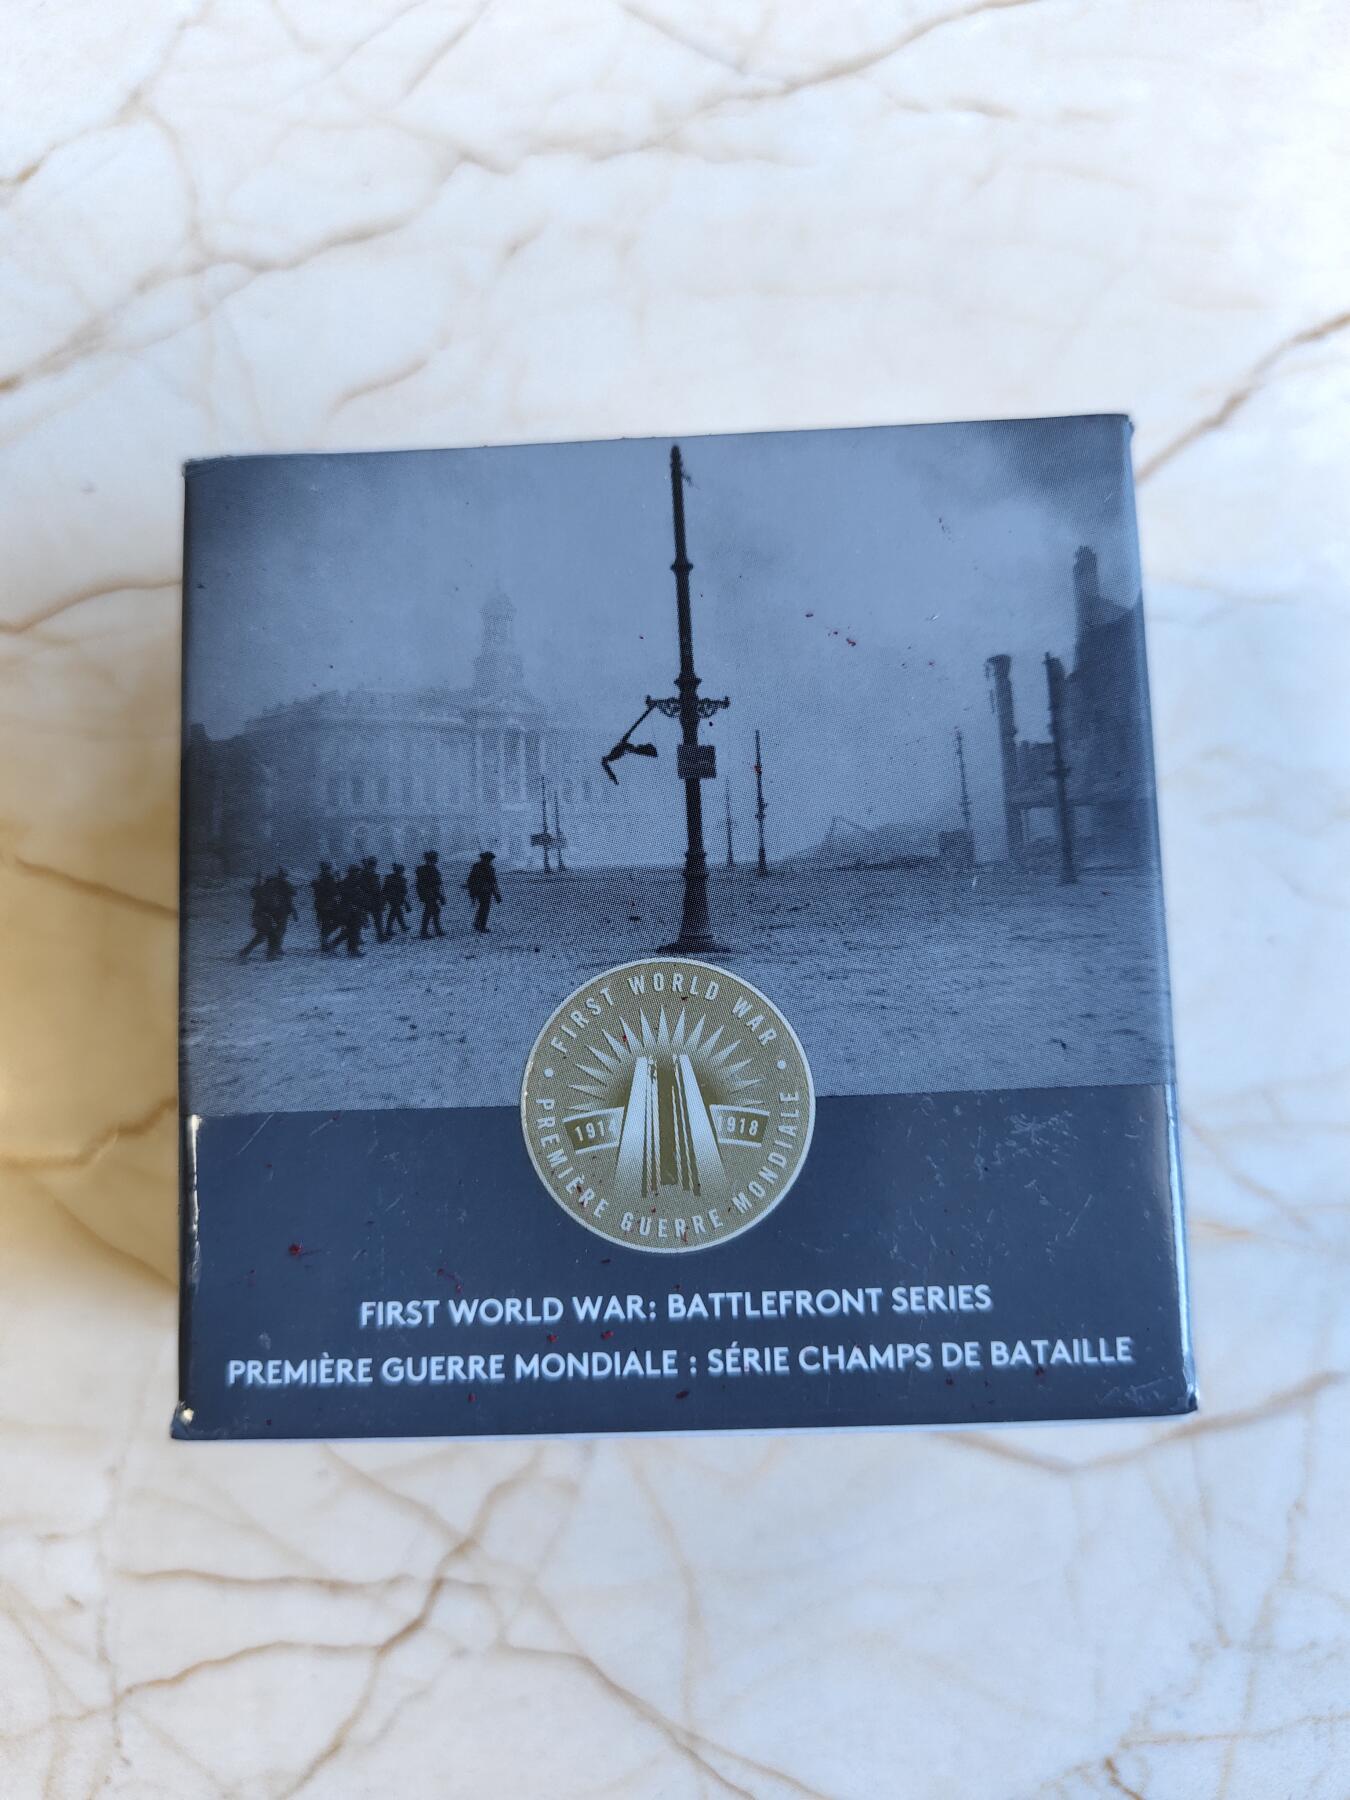 FIRST WORLD WAR
1914 1918
PREMIÈRE GUERRE MONDIALE
FIRST WORLD WAR: BATTLEFRONT SERIES
PREMIÈRE GUERRE MONDIALE : SÉRIE CHAMPS DE BATAILLE